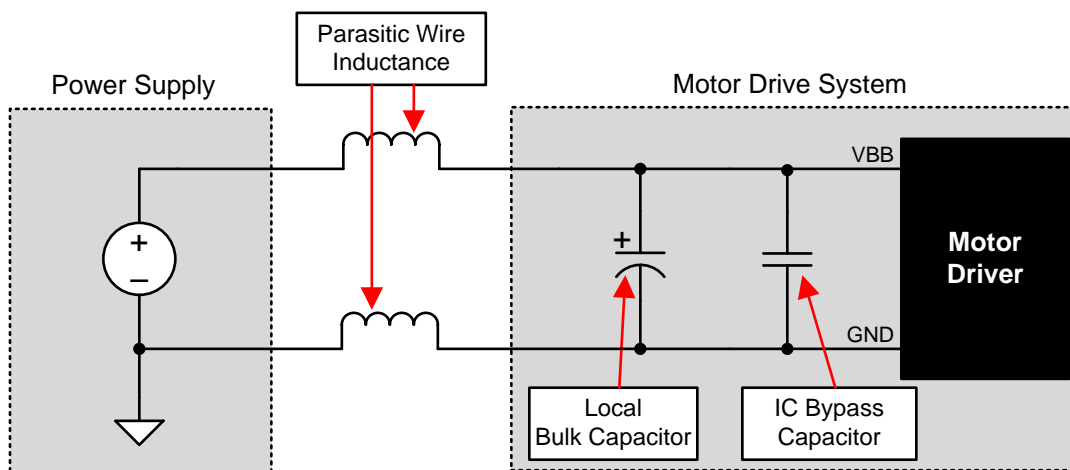 Parasitic Wire
Inductance
Power Supply
Motor Drive System
VBB
+
−
+
Motor
Driver
GND
Local
Bulk Capacitor
IC Bypass
Capacitor